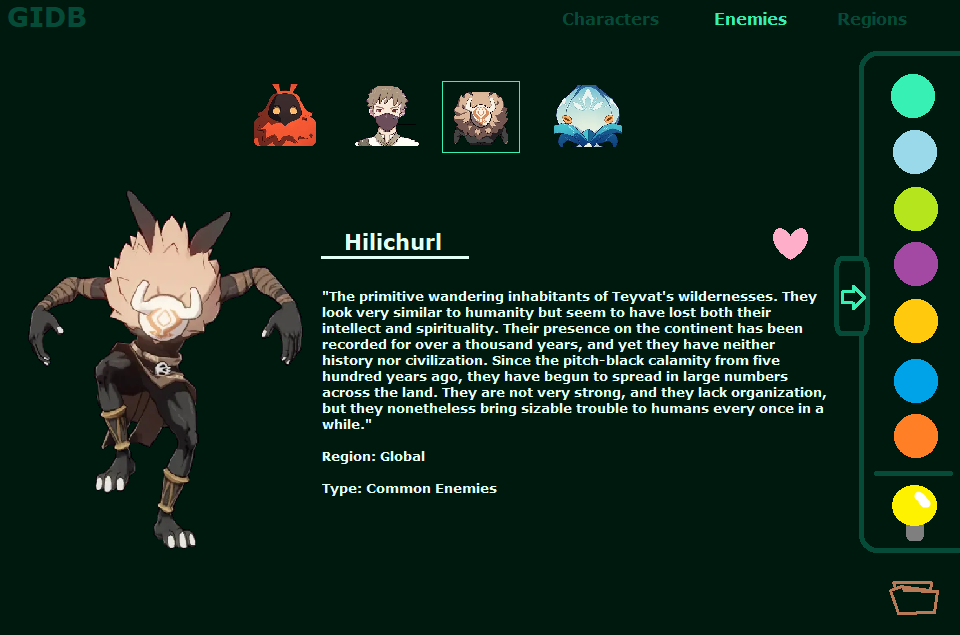 GIDB
Characters
Enemies
Regions
Hilichurl
"The primitive wandering inhabitants of Teyvat's wildernesses. They
look very similar to humanity but seem to have lost both their
intellect and spirituality. Their presence on the continent has been
recorded for over a thousand years, and yet they have neither
history nor civilization. Since the pitch-black calamity from five
hundred years ago, they have begun to spread in large numbers
across the land. They are not very strong, and they lack organization,
but they nonetheless bring sizable trouble to humans every once in a
while."
Region: Global
Type: Common Enemies